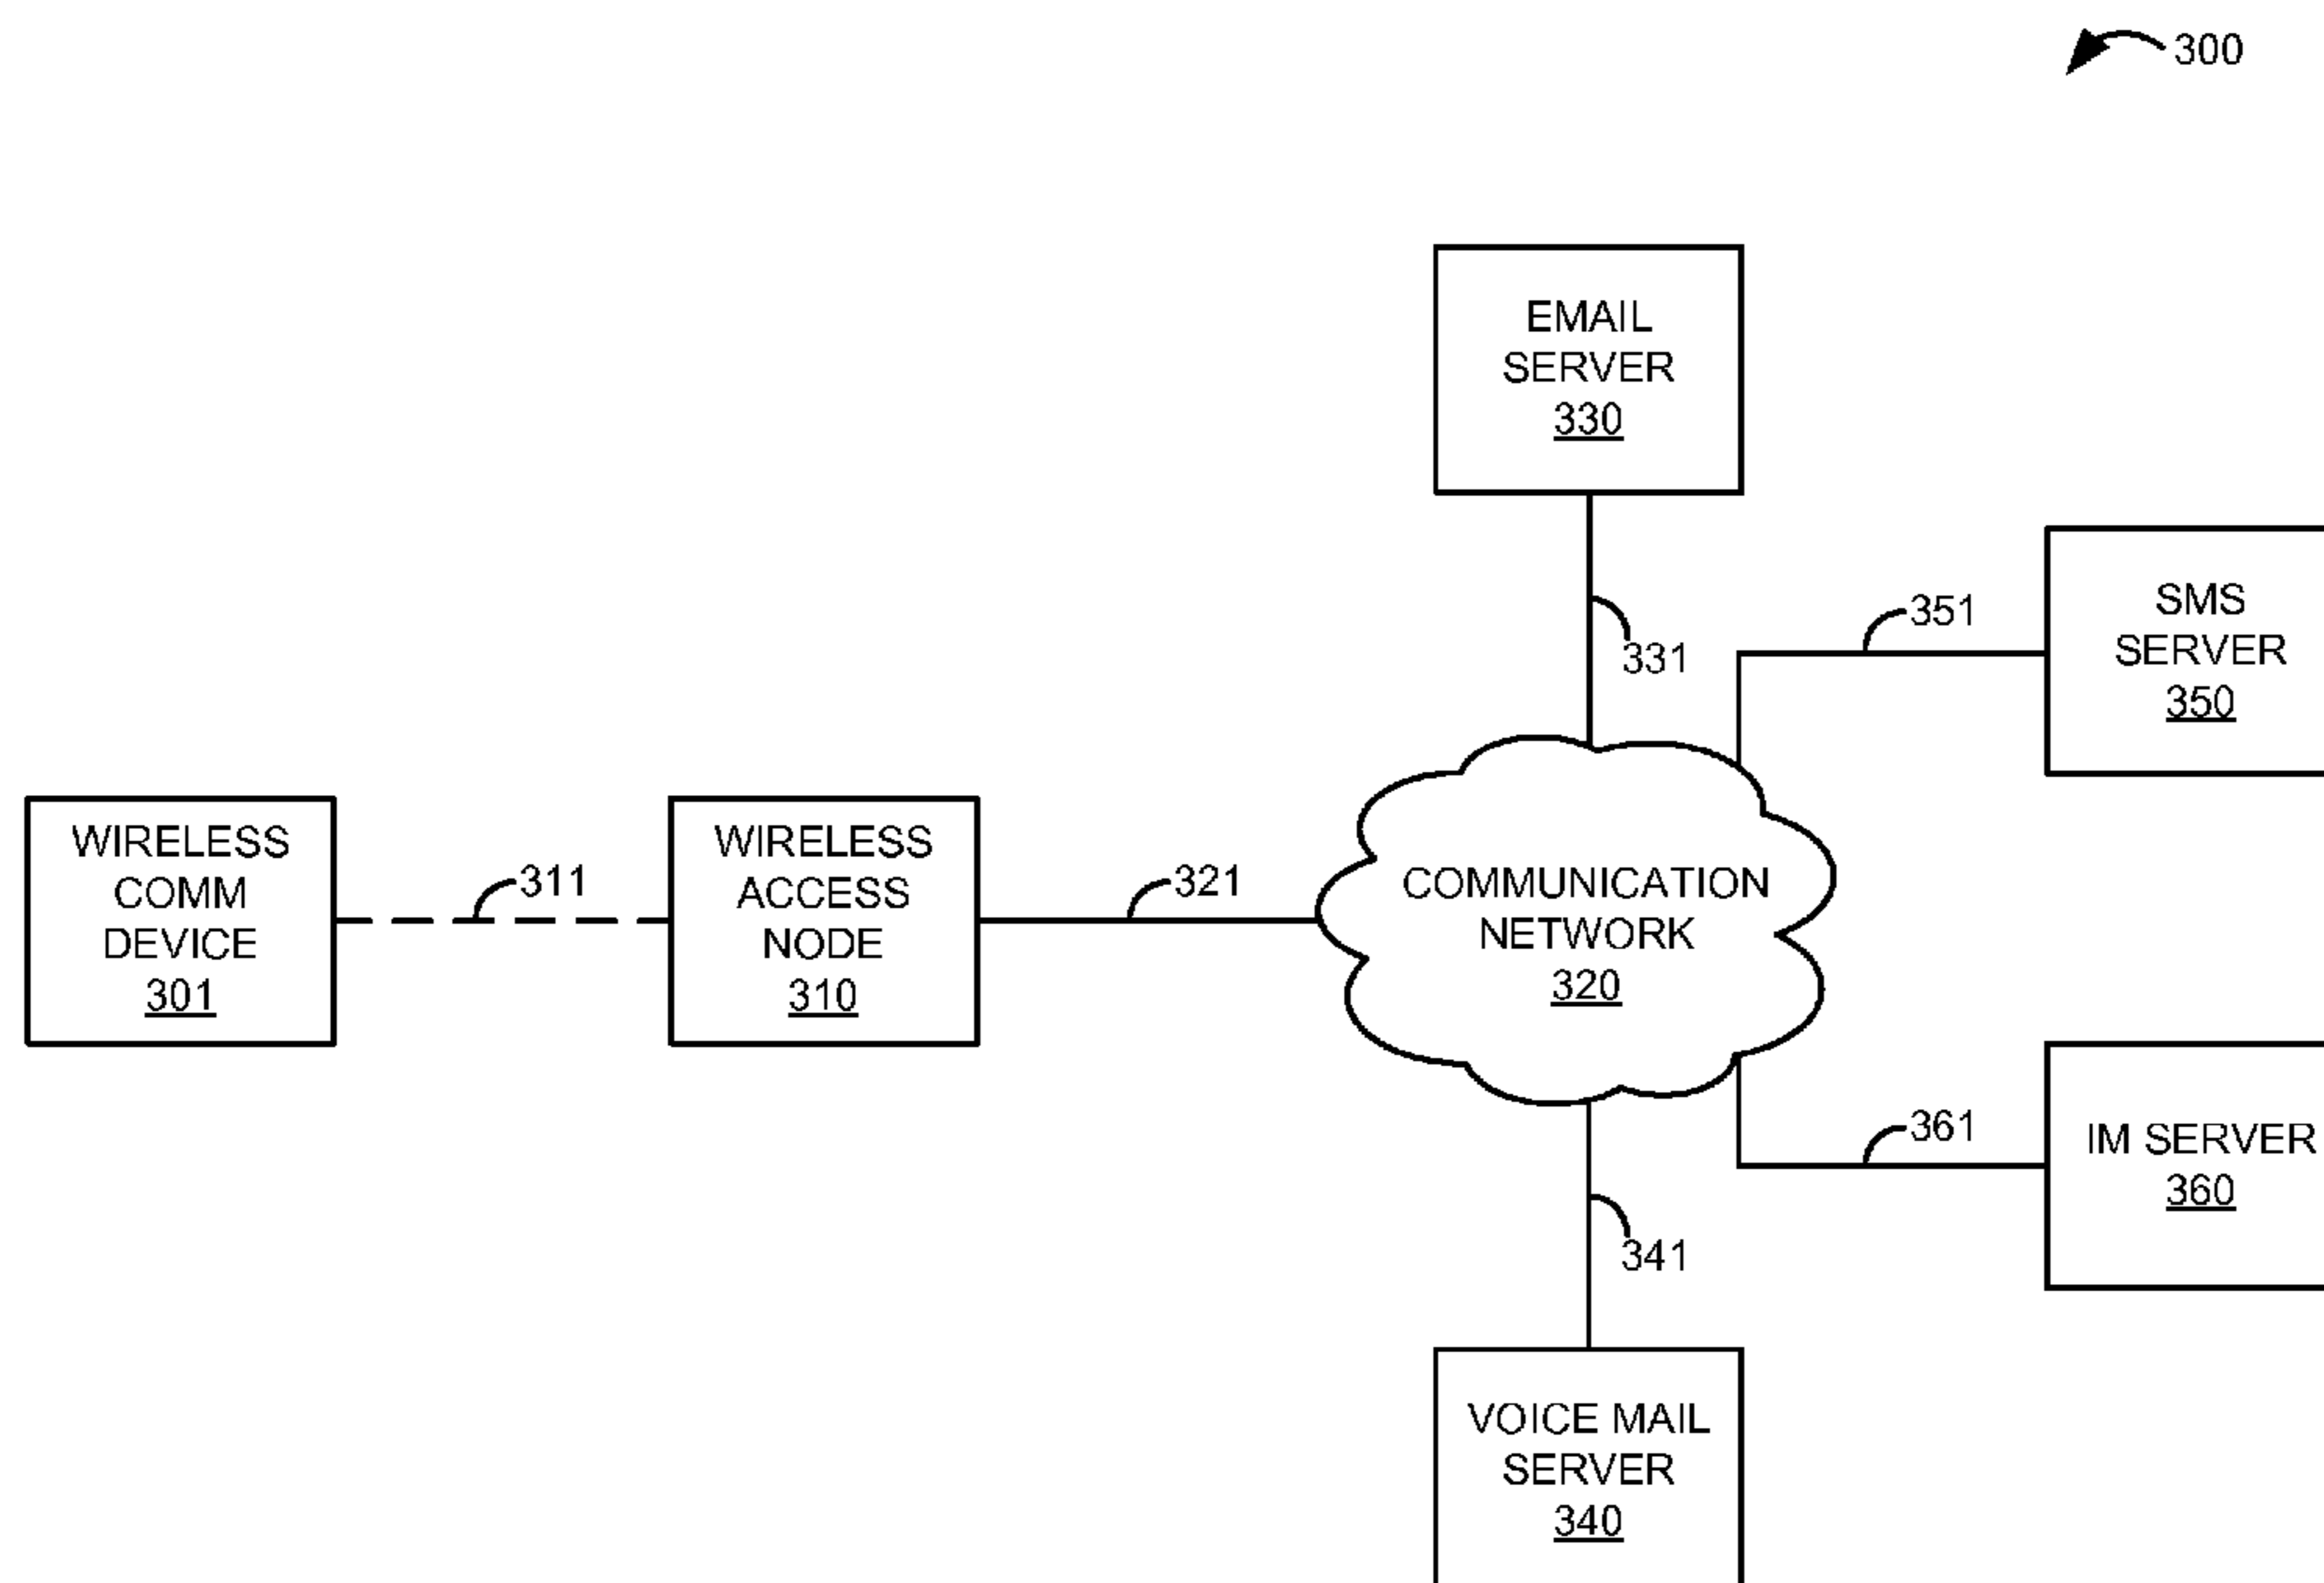 300
EMAIL
SERVER
330
331
351
SMS
SERVER
350
WIRELESS
COMM
DEVICE
301
311
WIRELESS
ACCESS
NODE
310
321
COMMUNICATION
NETWORK
320
361
IM SERVER
360
341
VOICE MAIL
SERVER
340